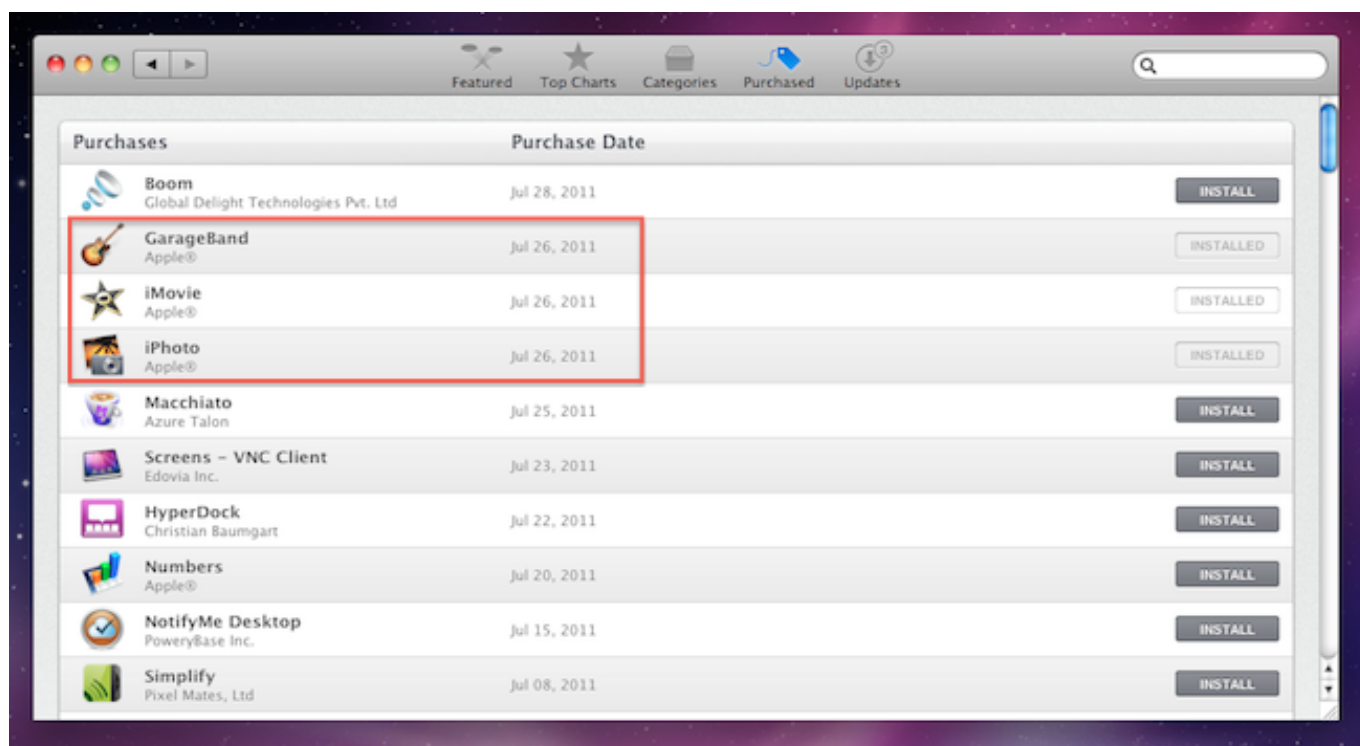 3
Featured Top Charts Categories Purchased Updates
Purchases Purchase Date
Boom
Global Delight Technologies Pvt. Ltd
Jul 28, 2011
INSTALL
GarageBand
Apple®
Jul 26, 2011
INSTALLED
iMovie
Apple®
Jul 26, 2011
INSTALLED
iPhoto
Apple®
Jul 26, 2011
INSTALLED
Macchiato
Azure Talon
Jul 25, 2011
INSTALL
Screens – VNC Client
Edovia Inc.
Jul 23, 2011
INSTALL
HyperDock
Christian Baumgart
Jul 22, 2011
INSTALL
Numbers
Apple®
Jul 20, 2011
INSTALL
NotifyMe Desktop
PoweryBase Inc.
Jul 15, 2011
INSTALL
Simplify
Pixel Mates, Ltd
Jul 08, 2011
INSTALL